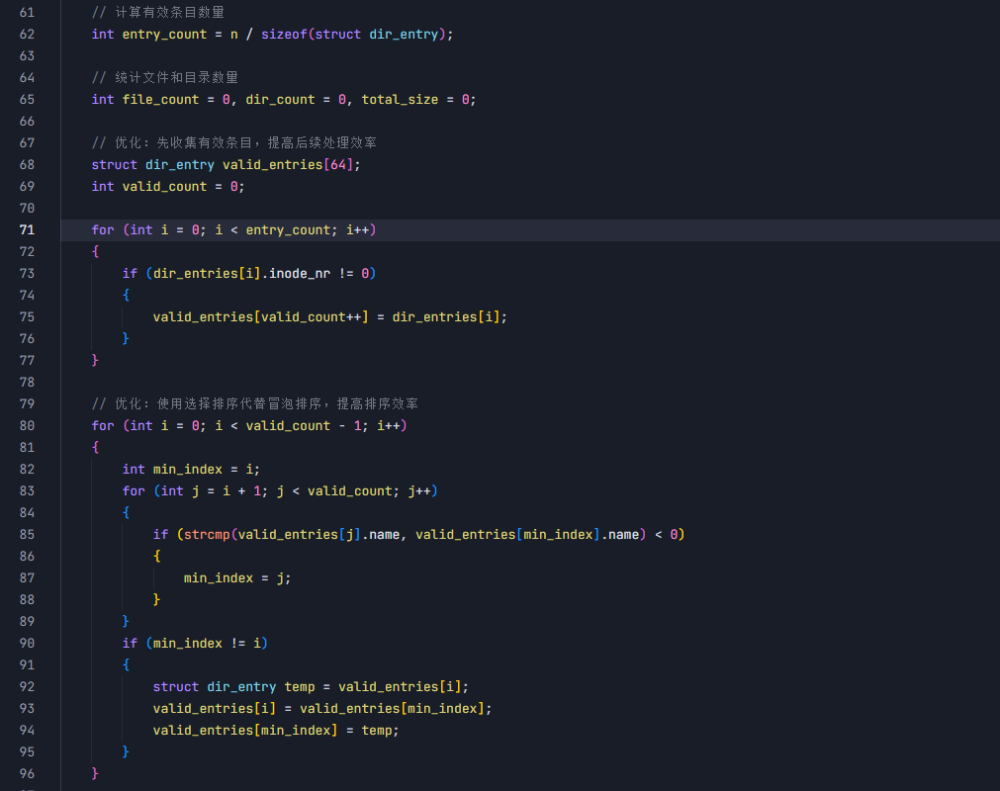 61 // 计算有效条目数量
62 int entry_count = n / sizeof(struct dir_entry);
63
64 // 统计文件和目录数量
65 int file_count = 0, dir_count = 0, total_size = 0;
66
67 // 优化：先收集有效条目，提高后续处理效率
68 struct dir_entry valid_entries[64];
69 int valid_count = 0;
70
71 for (int i = 0; i < entry_count; i++)
72 {
73 if (dir_entries[i].inode_nr != 0)
74 {
75 valid_entries[valid_count++] = dir_entries[i];
76 }
77 }
78
79 // 优化：使用选择排序代替冒泡排序，提高排序效率
80 for (int i = 0; i < valid_count - 1; i++)
81 {
82 int min_index = i;
83 for (int j = i + 1; j < valid_count; j++)
84 {
85 if (strcmp(valid_entries[j].name, valid_entries[min_index].name) < 0)
86 {
87 min_index = j;
88 }
89 }
90 if (min_index != i)
91 {
92 struct dir_entry temp = valid_entries[i];
93 valid_entries[i] = valid_entries[min_index];
94 valid_entries[min_index] = temp;
95 }
96 }